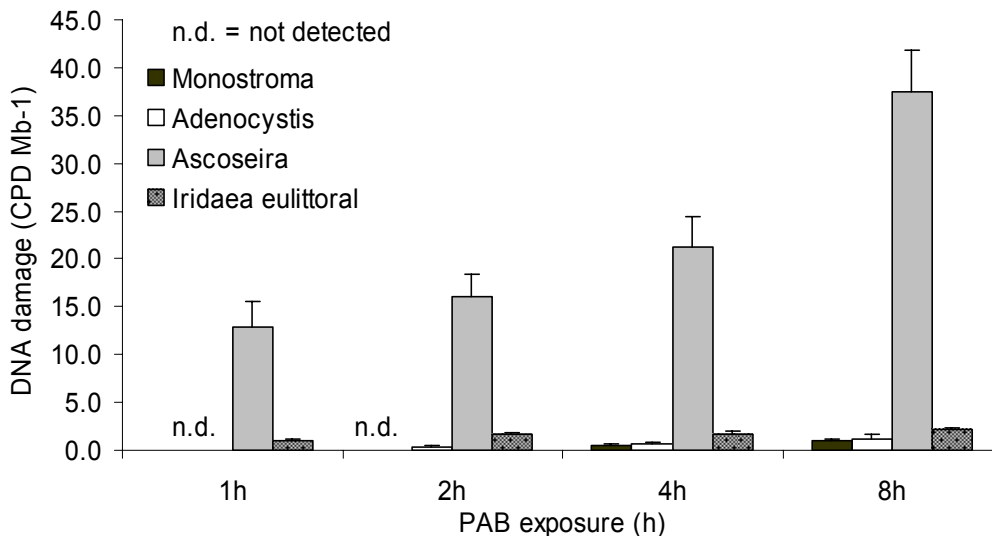 DNA damage (CPD Mb-1)
45.0
40.0
35.0
30.0
25.0
20.0
15.0
10.0
5.0
0.0
n.d. = not detected
Monostroma
Adenocystis
Ascoseira
Iridaea eulittoral
n.d.
n.d.
1h
2h
4h
8h
PAB exposure (h)